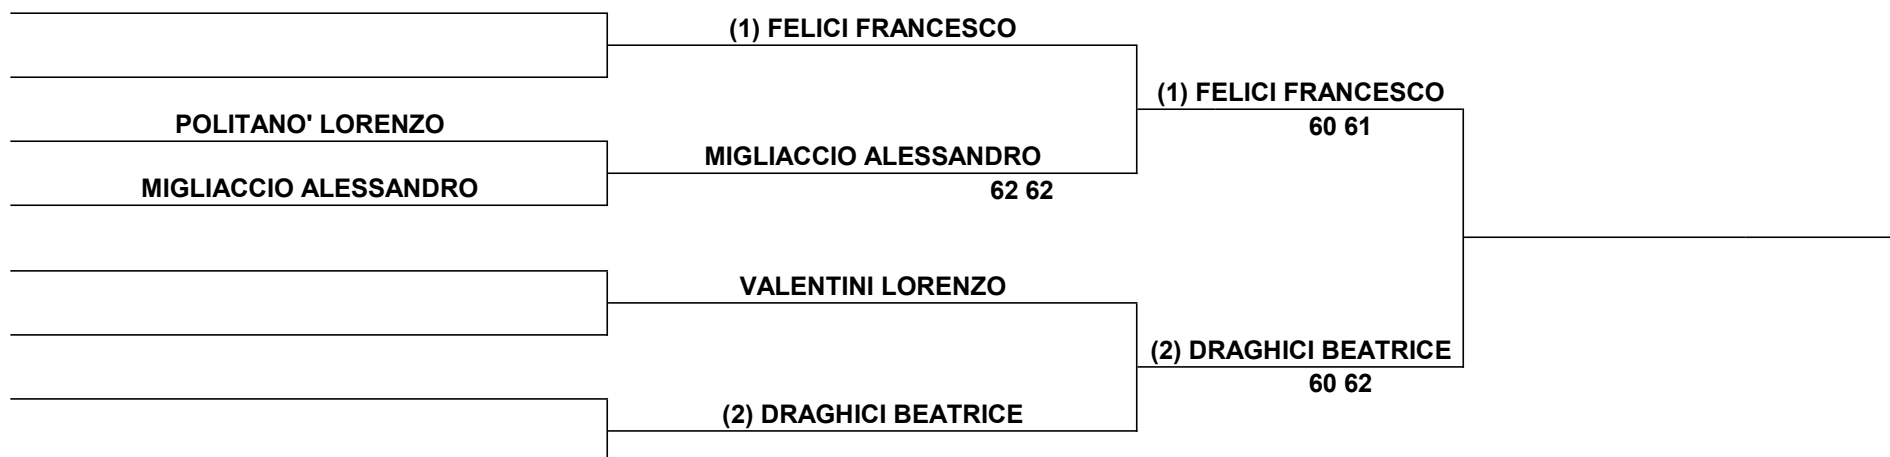 (1) FELICI FRANCESCO
(1) FELICI FRANCESCO
POLITANO' LORENZO
60 61
MIGLIACCIO ALESSANDRO
MIGLIACCIO ALESSANDRO
62 62
VALENTINI LORENZO
(2) DRAGHICI BEATRICE
60 62
(2) DRAGHICI BEATRICE